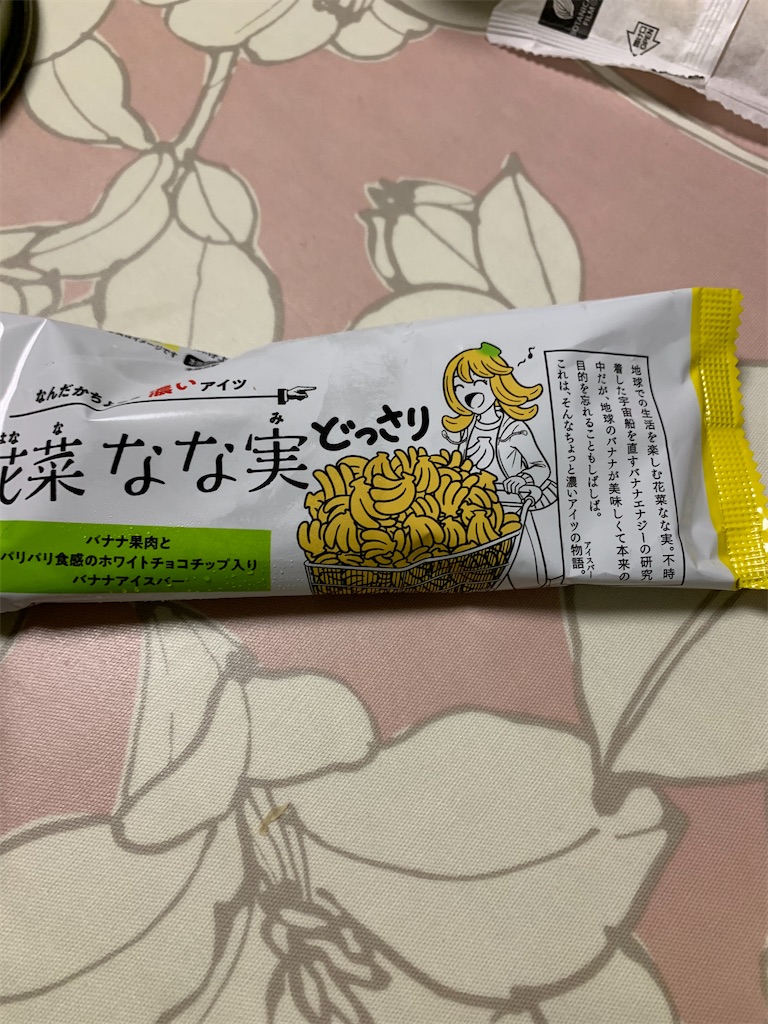 なんだかちょ
濃いアイツ
はな な み
花菜 なな実
どっさり
バナナ果肉と
パリパリ食感のホワイトチョコチップ入り
バナナアイスバー
地球での生活を楽しむ花菜なな実。不時
着した宇宙船を直すバナナエナジーの研究
中だが、地球のバナナが美味しくて本来の
目的を忘れることもしばしば。
これは、そんなちょっと濃いアイツの物語。
アイスバー
OPEN